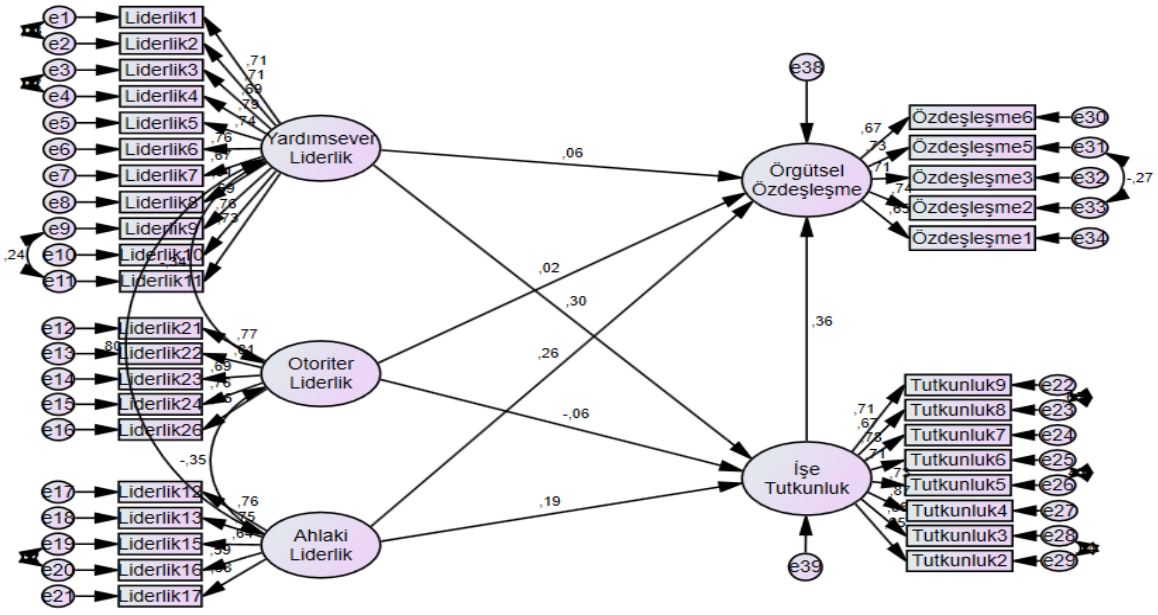 e1
Liderlik1
e2
Liderlik2
e3
Liderlik3
e4
Liderlik4
e5
Liderlik5
e6
Liderlik6
e7
Liderlik7
e8
Liderlik8
e9
Liderlik9
e10
Liderlik10
e11
Liderlik11
,24
,71
,71
,69
,79
,74
,76
,67
,76
,73
Yardımsever
Liderlik
e12
Liderlik21
e13
Liderlik22
e14
Liderlik23
e15
Liderlik24
e16
Liderlik26
,77
,69
,80
-,35
Otoriter
Liderlik
e17
Liderlik12
e18
Liderlik13
e19
Liderlik15
e20
Liderlik16
e21
Liderlik17
,76
,75
,64
Ahlaki
Liderlik
,06
,02
,30
,26
-,06
,19
,36
e38
Örgütsel
Özdeşleşme
,67
,73
,71
,74
,65
Özdeşleşme6
e30
Özdeşleşme5
e31
Özdeşleşme3
e32
Özdeşleşme2
e33
Özdeşleşme1
e34
-,27
İşe
Tutkunluk
e39
,71
,67
,78
,71
Tutkunluk9
e22
Tutkunluk8
e23
Tutkunluk7
e24
Tutkunluk6
e25
Tutkunluk5
e26
Tutkunluk4
e27
Tutkunluk3
e28
Tutkunluk2
e29